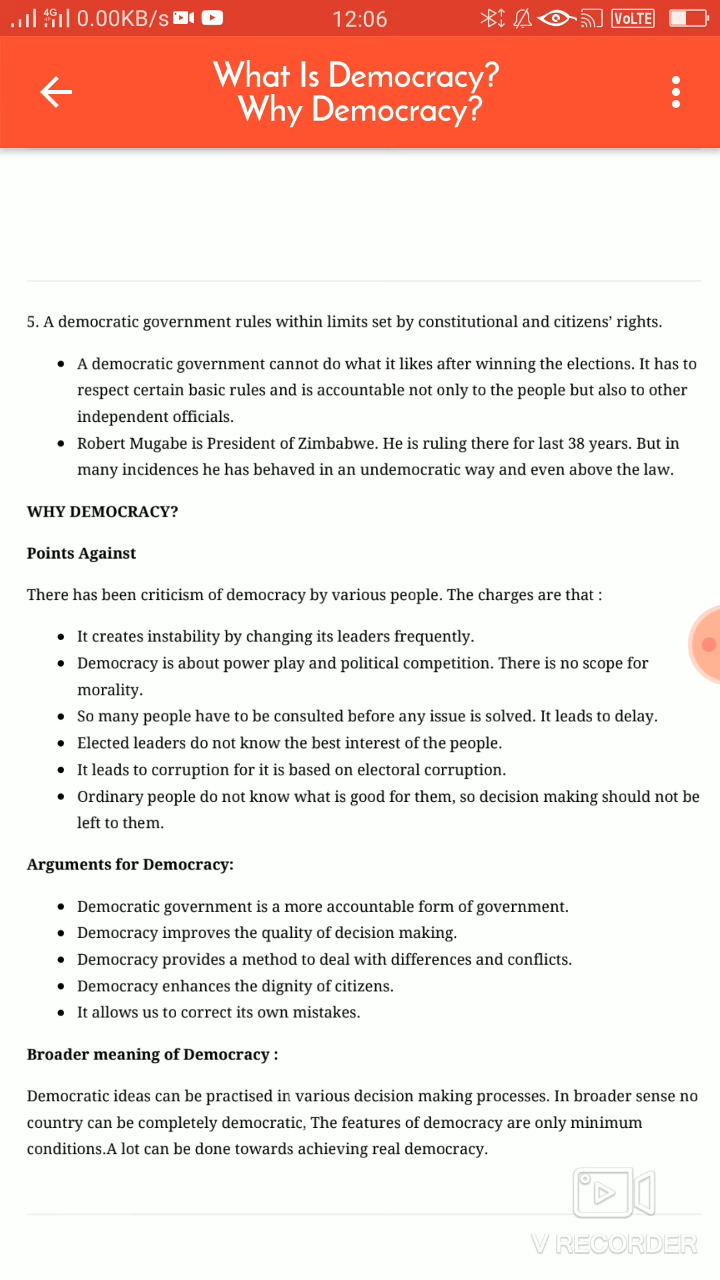 4G 0.00KB/s 12:06 VoLTE
What Is Democracy?
Why Democracy?
5. A democratic government rules within limits set by constitutional and citizens’ rights.
• A democratic government cannot do what it likes after winning the elections. It has to
respect certain basic rules and is accountable not only to the people but also to other
independent officials.
• Robert Mugabe is President of Zimbabwe. He is ruling there for last 38 years. But in
many incidences he has behaved in an undemocratic way and even above the law.
WHY DEMOCRACY?
Points Against
There has been criticism of democracy by various people. The charges are that :
• It creates instability by changing its leaders frequently.
• Democracy is about power play and political competition. There is no scope for
morality.
• So many people have to be consulted before any issue is solved. It leads to delay.
• Elected leaders do not know the best interest of the people.
• It leads to corruption for it is based on electoral corruption.
• Ordinary people do not know what is good for them, so decision making should not be
left to them.
Arguments for Democracy:
• Democratic government is a more accountable form of government.
• Democracy improves the quality of decision making.
• Democracy provides a method to deal with differences and conflicts.
• Democracy enhances the dignity of citizens.
• It allows us to correct its own mistakes.
Broader meaning of Democracy :
Democratic ideas can be practised in various decision making processes. In broader sense no
country can be completely democratic, The features of democracy are only minimum
conditions.A lot can be done towards achieving real democracy.
V RECORDER